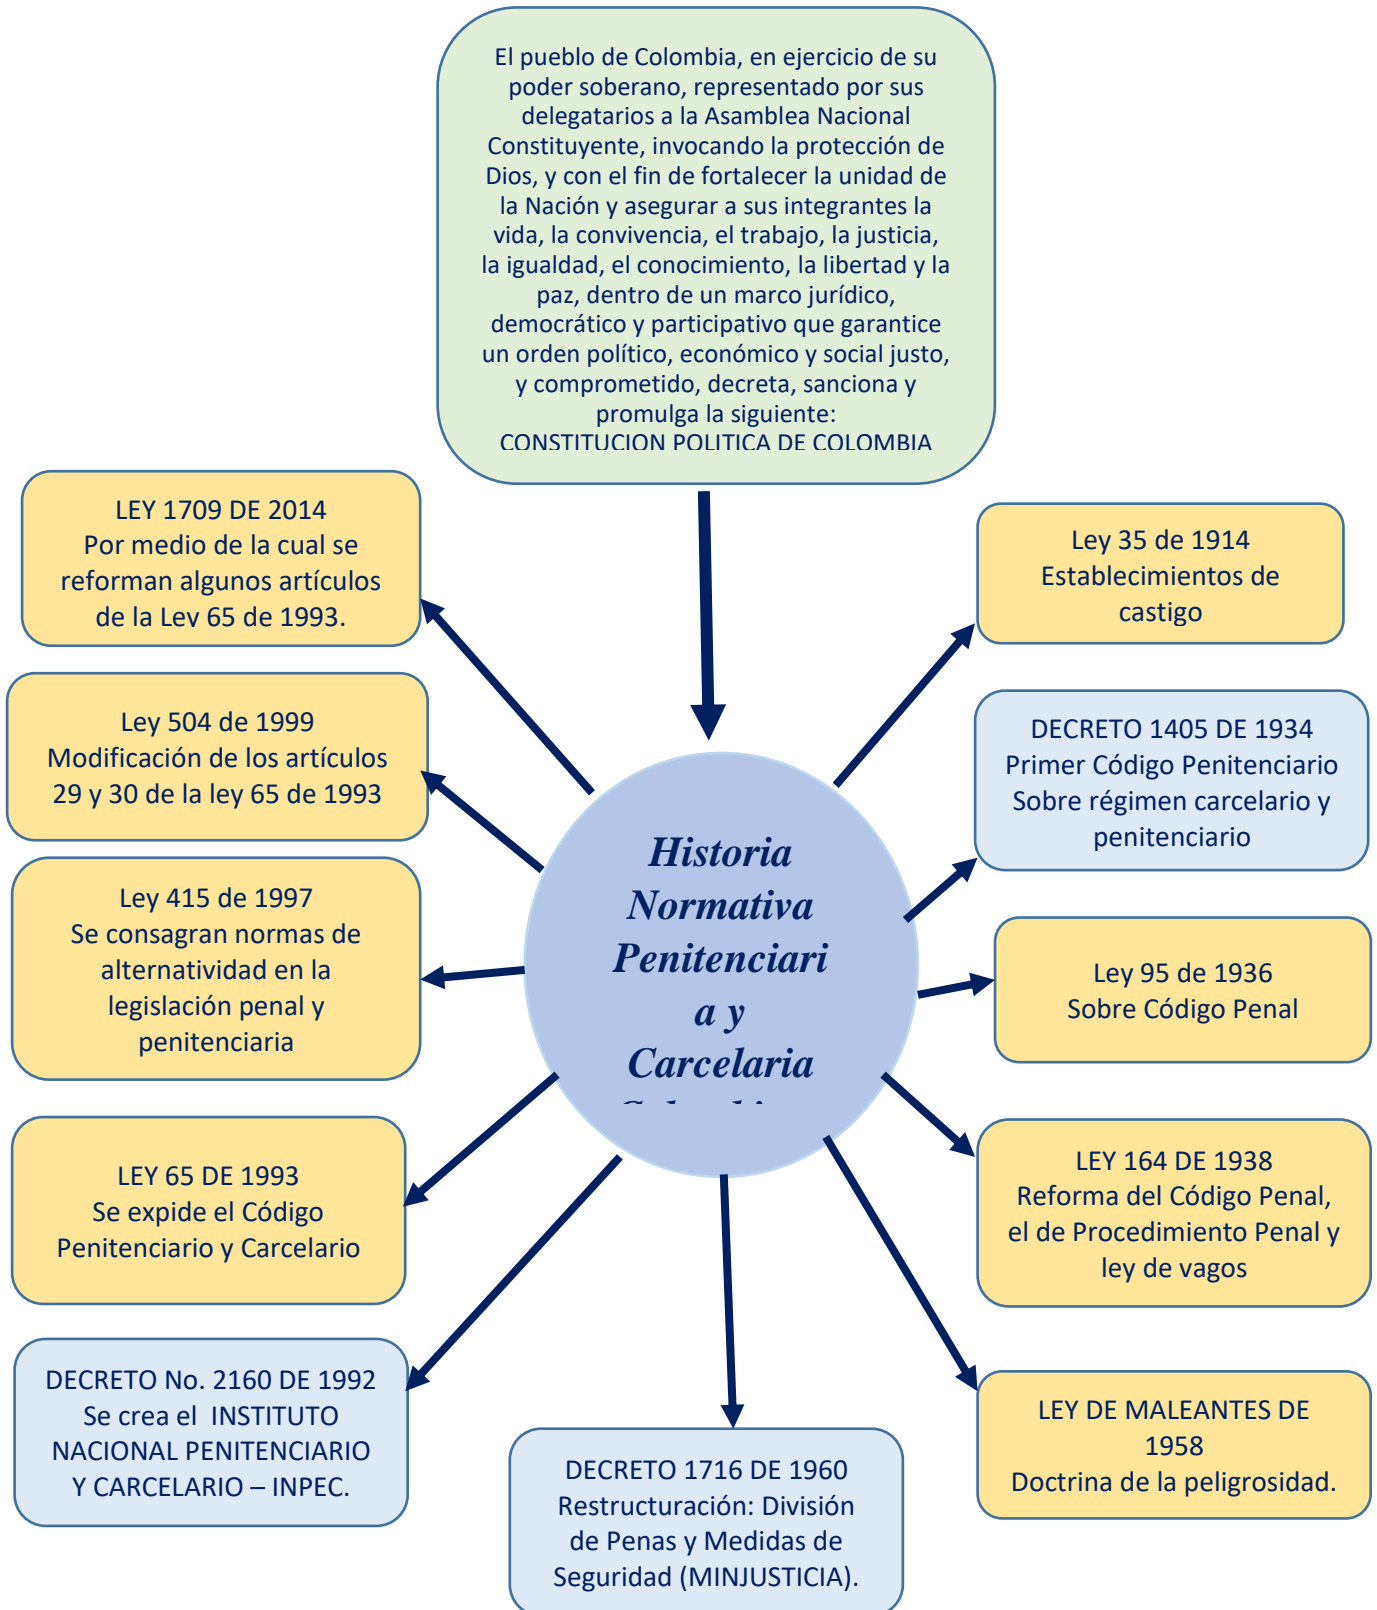 El pueblo de Colombia, en ejercicio de su
poder soberano, representado por sus
delegatarios a la Asamblea Nacional
Constituyente, invocando la protección de
Dios, y con el fin de fortalecer la unidad de
la Nación y asegurar a sus integrantes la
vida, la convivencia, el trabajo, la justicia,
la igualdad, el conocimiento, la libertad y la
paz, dentro de un marco jurídico,
democrático y participativo que garantice
un orden político, económico y social justo,
y comprometido, decreta, sanciona y
promulga la siguiente:
CONSTITUCION POLITICA DE COLOMBIA
LEY 1709 DE 2014
Por medio de la cual se
reforman algunos artículos
de la Ley 65 de 1993.
Ley 35 de 1914
Establecimientos de
castigo
Ley 504 de 1999
Modificación de los artículos
29 y 30 de la ley 65 de 1993
DECRETO 1405 DE 1934
Primer Código Penitenciario
Sobre régimen carcelario y
penitenciario
Historia
Normativa
Penitenciari
a y
Carcelaria
Ley 415 de 1997
Se consagran normas de
alternatividad en la
legislación penal y
penitenciaria
Ley 95 de 1936
Sobre Código Penal
LEY 65 DE 1993
Se expide el Código
Penitenciario y Carcelario
LEY 164 DE 1938
Reforma del Código Penal,
el de Procedimiento Penal y
ley de vagos
DECRETO No. 2160 DE 1992
Se crea el INSTITUTO
NACIONAL PENITENCIARIO
Y CARCELARIO – INPEC.
LEY DE MALEANTES DE
1958
Doctrina de la peligrosidad.
DECRETO 1716 DE 1960
Restructuración: División
de Penas y Medidas de
Seguridad (MINJUSTICIA).